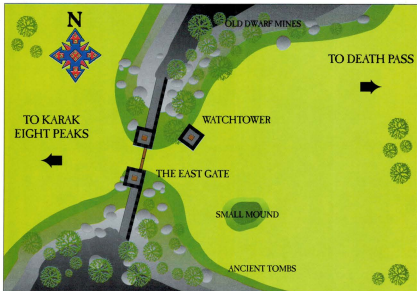 N
OLD DWARF MINES
TO DEATH PASS
TO KARAK
EIGHT PEAKS
WATCHTOWER
THE EAST GATE
SMALL MOUND
ANCIENT TOMBS